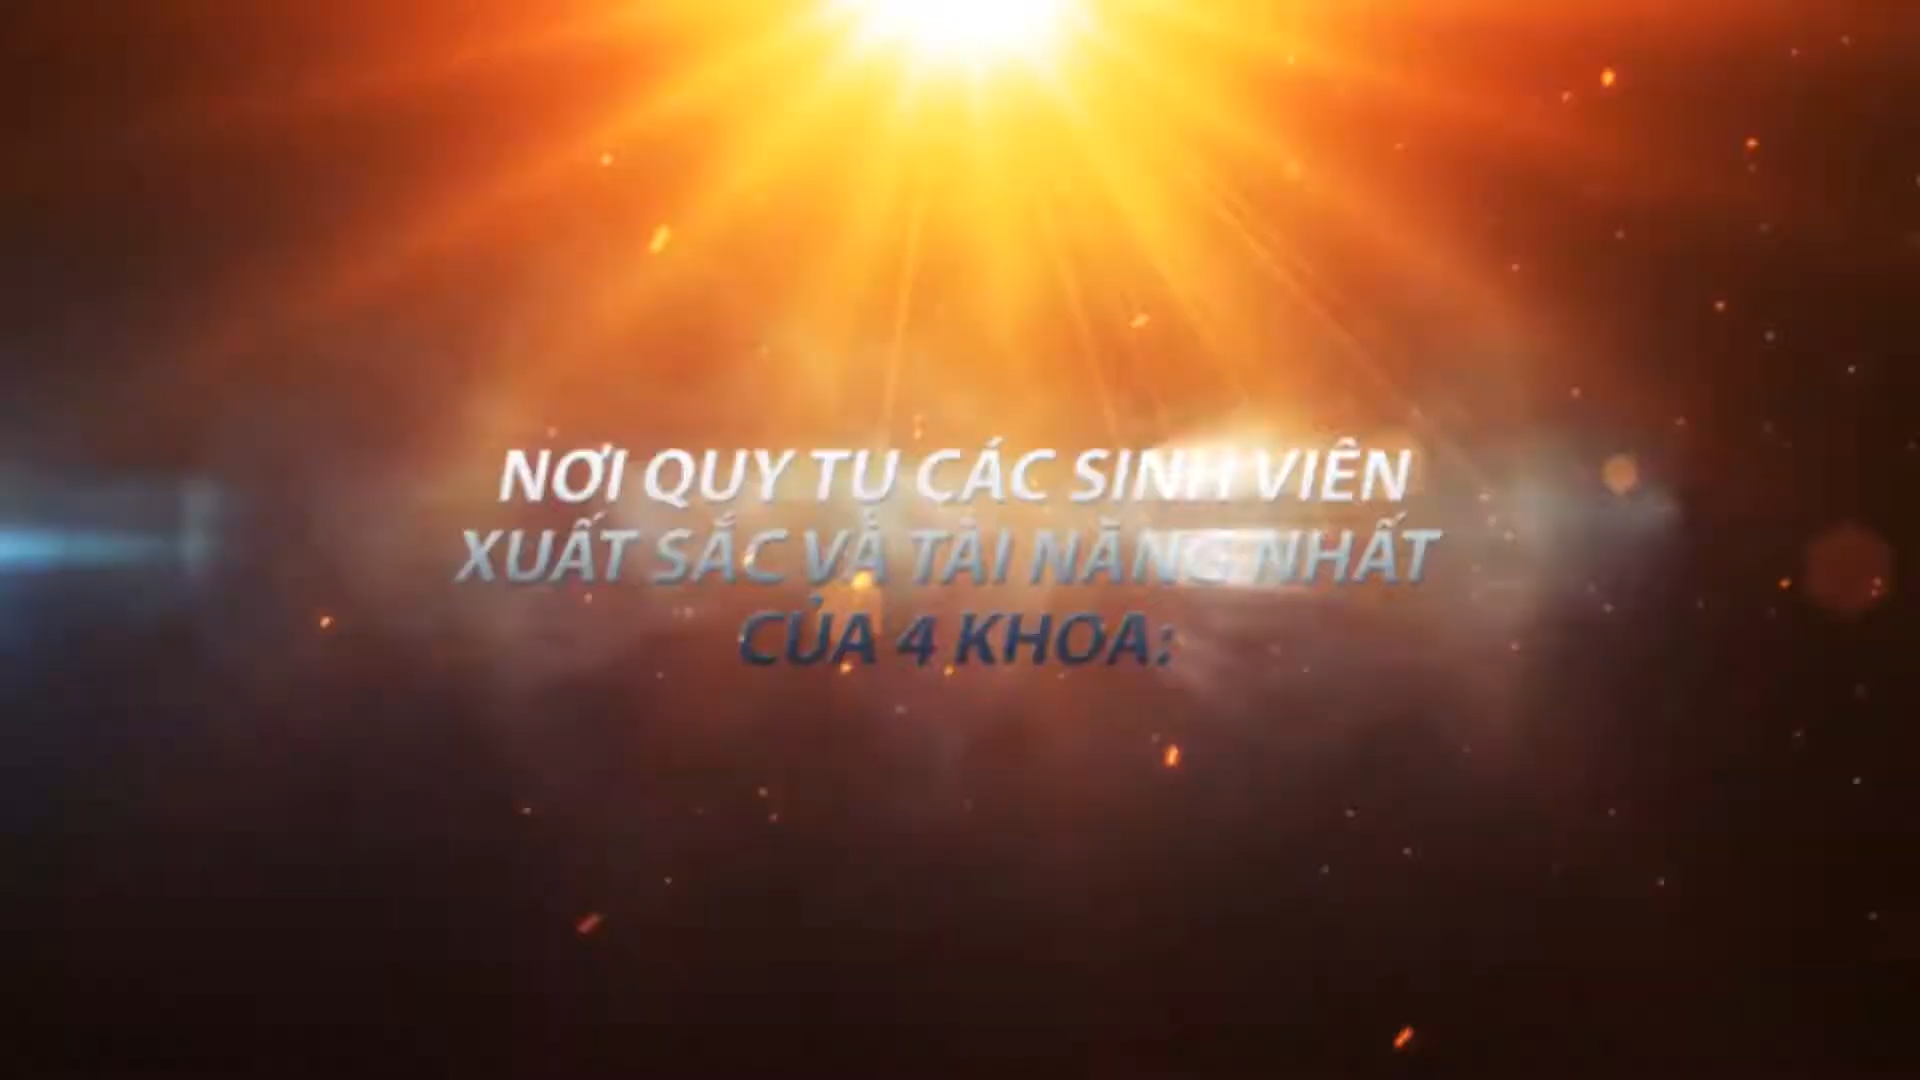 NƠI QUY TỤ CÁC SINH VIÊN
XUẤT SẮC VÀ TÀI NĂNG NHẤT
CỦA 4 KHOA: